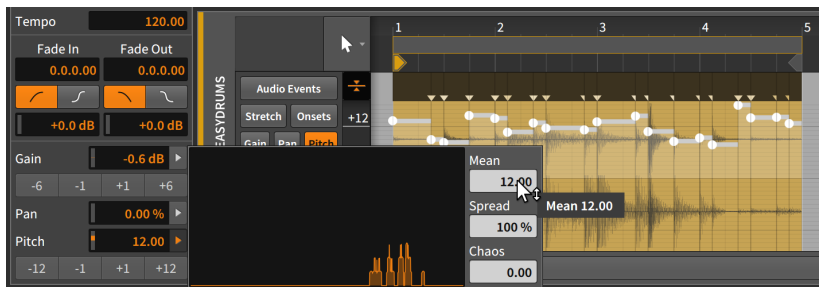 Tempo 120.00
Fade In Fade Out
0.0.0.00 0.0.0.00
+0.0 dB +0.0 dB
Gain -0.6 dB
-6 -1 +1 +6
Pan 0.00 %
Pitch 12.00
-12 -1 +1 +12
EASYDRUMS
Audio Events
Stretch Onsets
Gain Pan Pitch
+12
1 2 3 4 5
Mean
12.00
Mean 12.00
Spread
100 %
Chaos
0.00